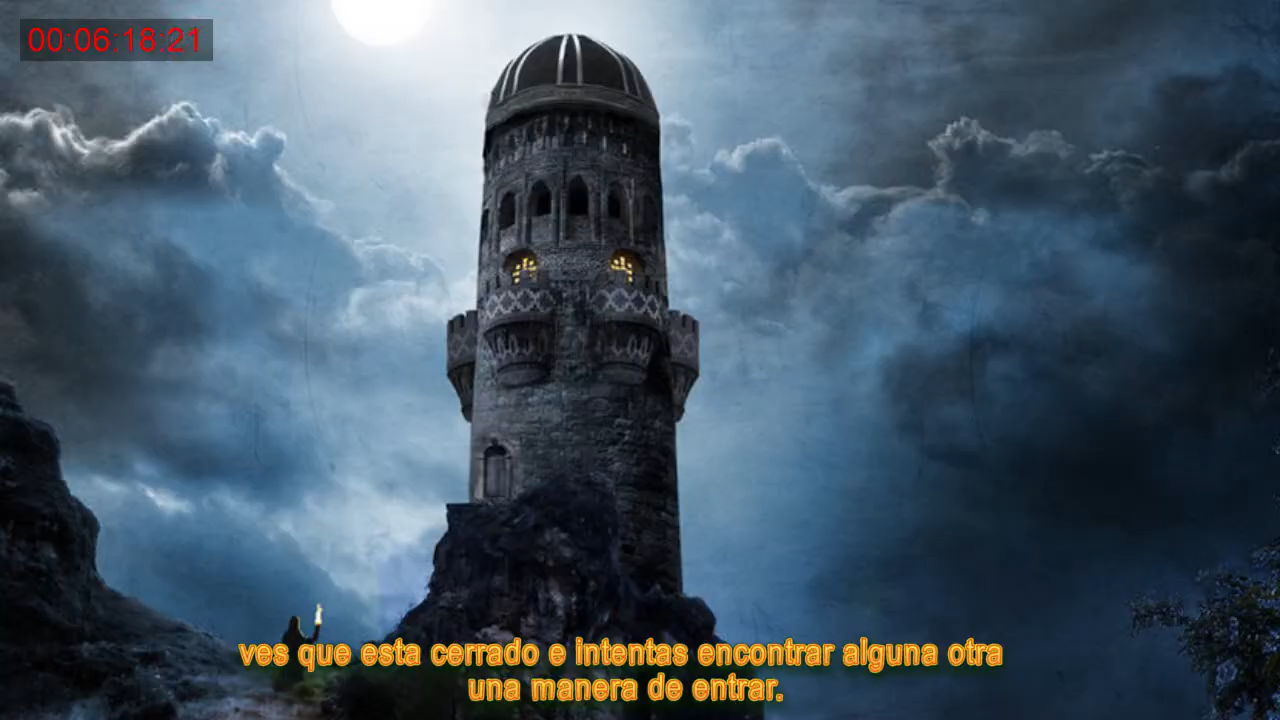 00:06:18:21
ves que esta cerrado e intentas encontrar alguna otra
una manera de entrar.